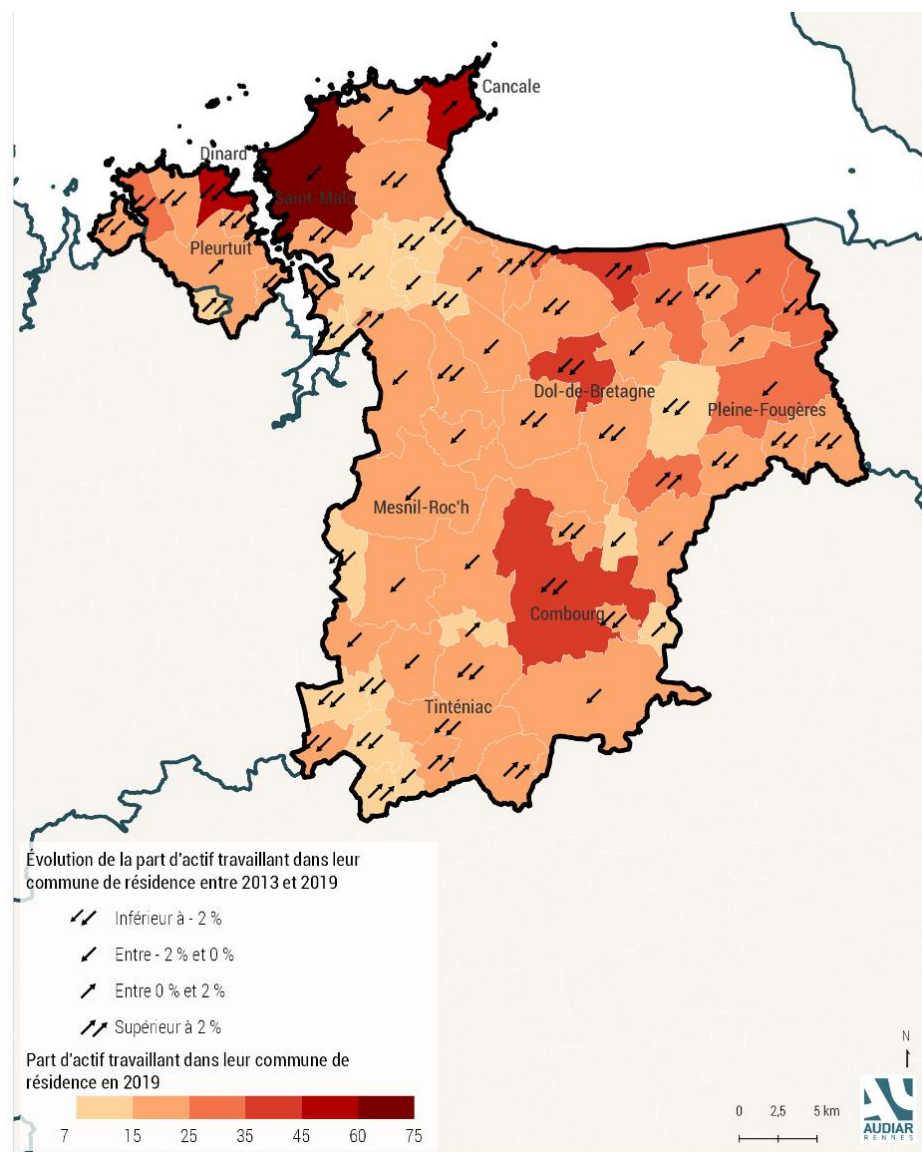 Cancale
Dinard
Saint-Malo
Pleurtuit
Dol-de-Bretagne
Pleine-Fougères
Mesnil-Roc'h
Combourg
Tinténiac
Évolution de la part d'actif travaillant dans leur
commune de résidence entre 2013 et 2019
Inférieur à - 2 %
Entre - 2 % et 0 %
Entre 0 % et 2 %
Supérieur à 2 %
Part d'actif travaillant dans leur commune de
résidence en 2019
7 15 25 35 45 60 75
N
0 2,5 5 km
AUDIAR
RENNES